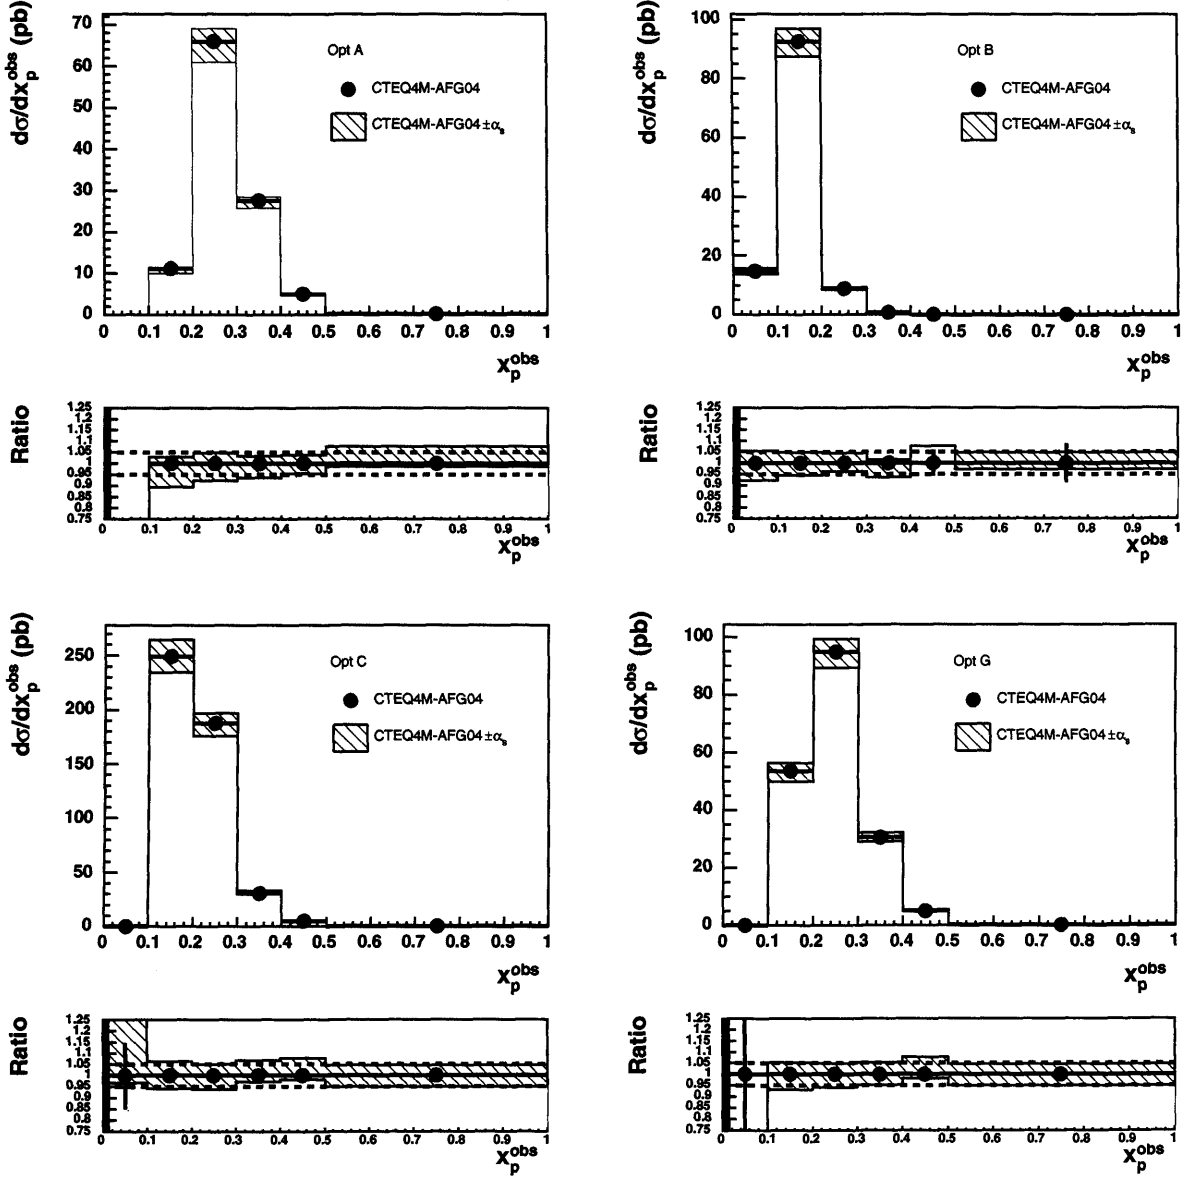 dσ/dx_p^obs (pb)
70
60
50
40
30
20
10
0
Opt A
CTEQ4M-AFG04
CTEQ4M-AFG04±α_s
0 0.1 0.2 0.3 0.4 0.5 0.6 0.7 0.8 0.9 1
x_p^obs
Ratio
1.25
1.2
1.15
1.1
1.05
1
0.95
0.9
0.85
0.8
0.75
0.1 0.2 0.3 0.4 0.5 0.6 0.7 0.8 0.9 1
x_p^obs
dσ/dx_p^obs (pb)
100
80
60
40
20
0
Opt B
CTEQ4M-AFG04
CTEQ4M-AFG04±α_s
0 0.1 0.2 0.3 0.4 0.5 0.6 0.7 0.8 0.9 1
x_p^obs
Ratio
1.25
1.2
1.15
1.1
1.05
1
0.95
0.9
0.85
0.8
0.75
0 0.1 0.2 0.3 0.4 0.5 0.6 0.7 0.8 0.9 1
x_p^obs
dσ/dx_p^obs (pb)
250
200
150
100
50
0
Opt C
CTEQ4M-AFG04
CTEQ4M-AFG04±α_s
0 0.1 0.2 0.3 0.4 0.5 0.6 0.7 0.8 0.9 1
x_p^obs
Ratio
1.25
1.2
1.15
1.1
1.05
1
0.95
0.9
0.85
0.8
0.75
0 0.1 0.2 0.3 0.4 0.5 0.6 0.7 0.8 0.9 1
x_p^obs
dσ/dx_p^obs (pb)
100
80
60
40
20
0
Opt G
CTEQ4M-AFG04
CTEQ4M-AFG04±α_s
0 0.1 0.2 0.3 0.4 0.5 0.6 0.7 0.8 0.9 1
x_p^obs
Ratio
1.25
1.2
1.15
1.1
1.05
1
0.95
0.9
0.85
0.8
0.75
0 0.1 0.2 0.3 0.4 0.5 0.6 0.7 0.8 0.9 1
x_p^obs